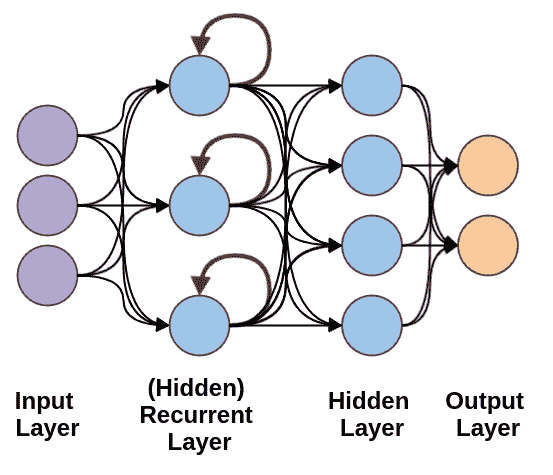 Input
Layer
(Hidden)
Recurrent
Layer
Hidden
Layer
Output
Layer